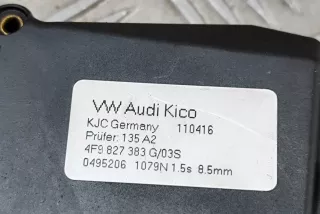 VW Audi Kico
KJC Germany 110416
Prüfer: 135 A2
4F9 827 383 G/03S
0495206 1079N 1.5s 8.5mm